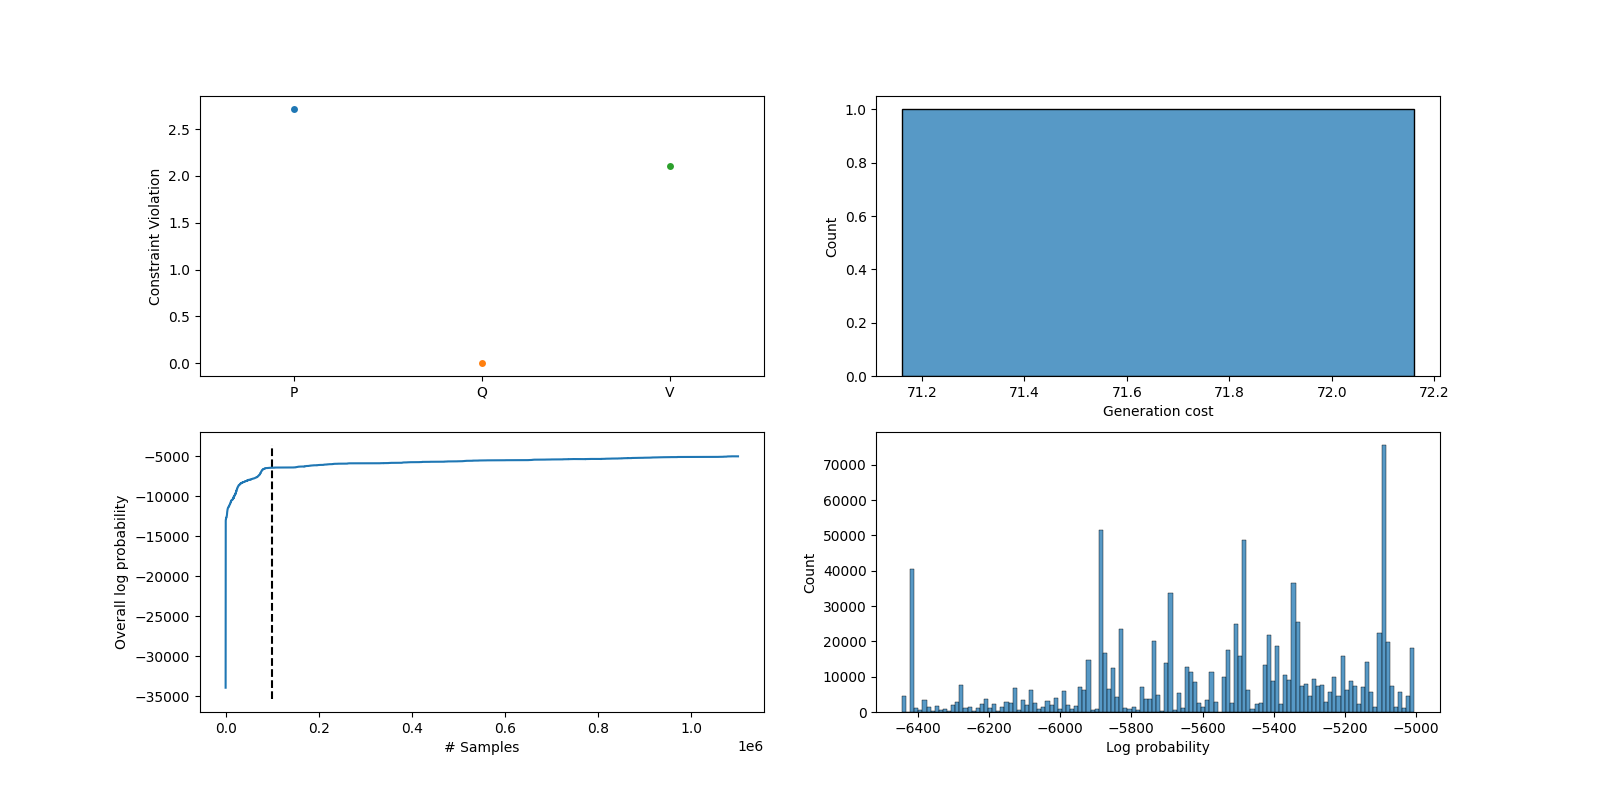 Constraint Violation
2.5
2.0
1.5
1.0
0.5
0.0
P Q V
Count
1.0
0.8
0.6
0.4
0.2
0.0
71.2 71.4 71.6 71.8 72.0 72.2
Generation cost
Overall log probability
−5000
−10000
−15000
−20000
−25000
−30000
−35000
0.0 0.2 0.4 0.6 0.8 1.0
# Samples
1e6
Count
70000
60000
50000
40000
30000
20000
10000
0
−6400 −6200 −6000 −5800 −5600 −5400 −5200 −5000
Log probability